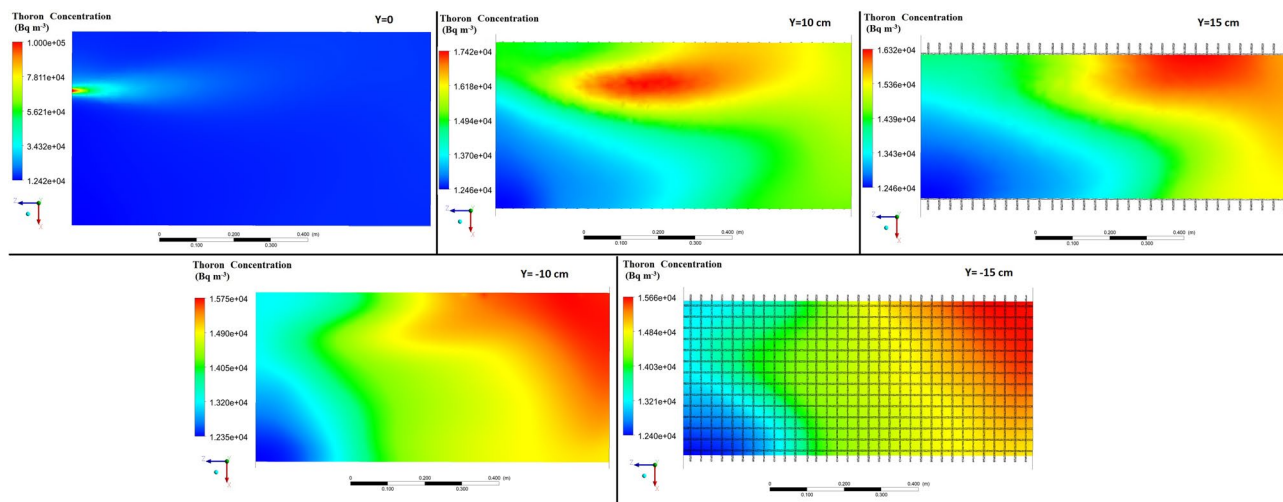 Thoron Concentration
(Bq m-3)
Y=0
1.000e+05
7.811e+04
5.621e+04
3.432e+04
1.242e+04
Z
X
0 0.200 0.400 (m)
0.100 0.300
Thoron Concentration
(Bq m-3)
Y=10 cm
1.742e+04
1.618e+04
1.494e+04
1.370e+04
1.246e+04
Z
X
0 0.200 0.400 (m)
0.100 0.300
Thoron Concentration
(Bq m-3)
Y=15cm
1.632e+04
1.536e+04
1.439e+04
1.343e+04
1.246e+04
Z
X
0 0.200 0.400 (m)
0.100 0.300
Thoron Concentration
(Bq m-3)
Y= -10 cm
1.575e+04
1.490e+04
1.405e+04
1.320e+04
1.235e+04
Z
X
0 0.200 0.400 (m)
0.100 0.300
Thoron Concentration
(Bq m-3)
Y= -15 cm
1.566e+04
1.484e+04
1.403e+04
1.321e+04
1.240e+04
Z
X
0 0.200 0.400 (m)
0.100 0.300